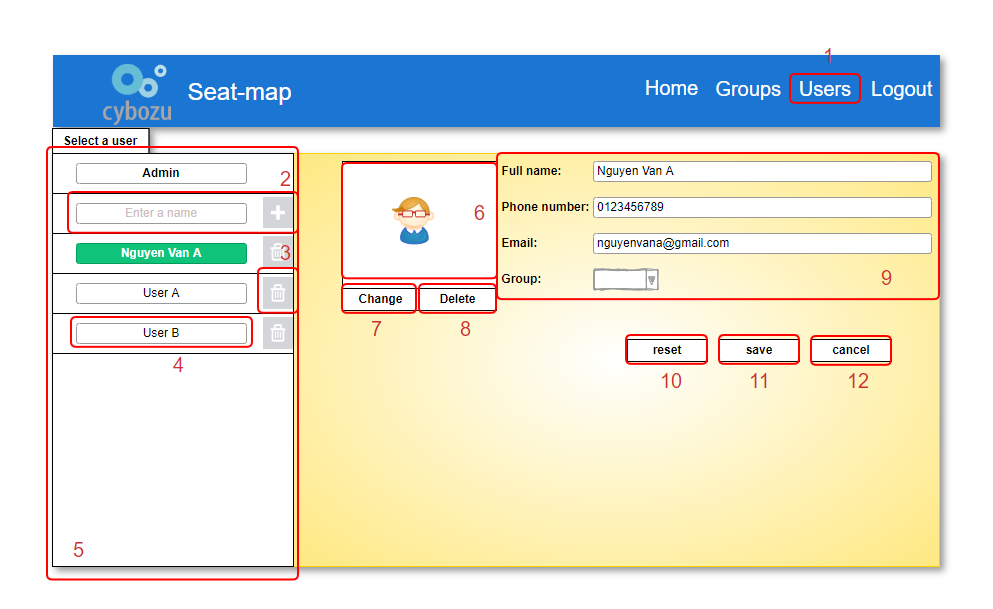 1
cybozu
Seat-map
Home Groups Users Logout
Select a user
Admin
2
Enter a name
Nguyen Van A
3
User A
User B
4
5
6
Change Delete
7 8
Full name: Nguyen Van A
Phone number: 0123456789
Email: nguyenvana@gmail.com
Group:
9
reset save cancel
10 11 12